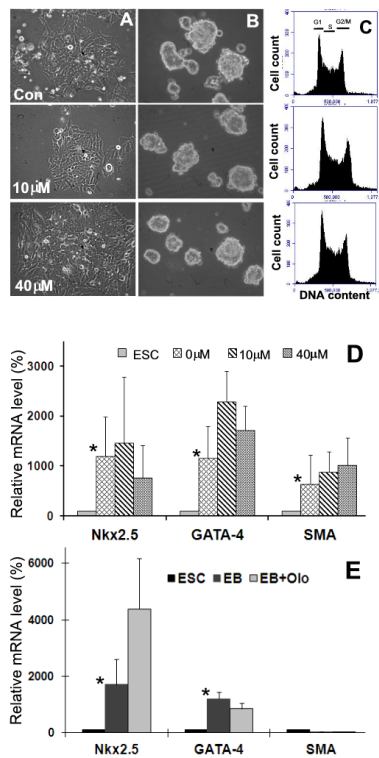 A
B
C
Con
10μM
40μM
G1
S
G2/M
Cell count
Cell count
Cell count
DNA content
D
ESC 0μM 10μM 40μM
Relative mRNA level (%)
3000
2000
1000
0
*
*
*
Nkx2.5 GATA-4 SMA
E
ESC EB EB+Olo
Relative mRNA level (%)
6000
4000
2000
0
*
*
Nkx2.5 GATA-4 SMA